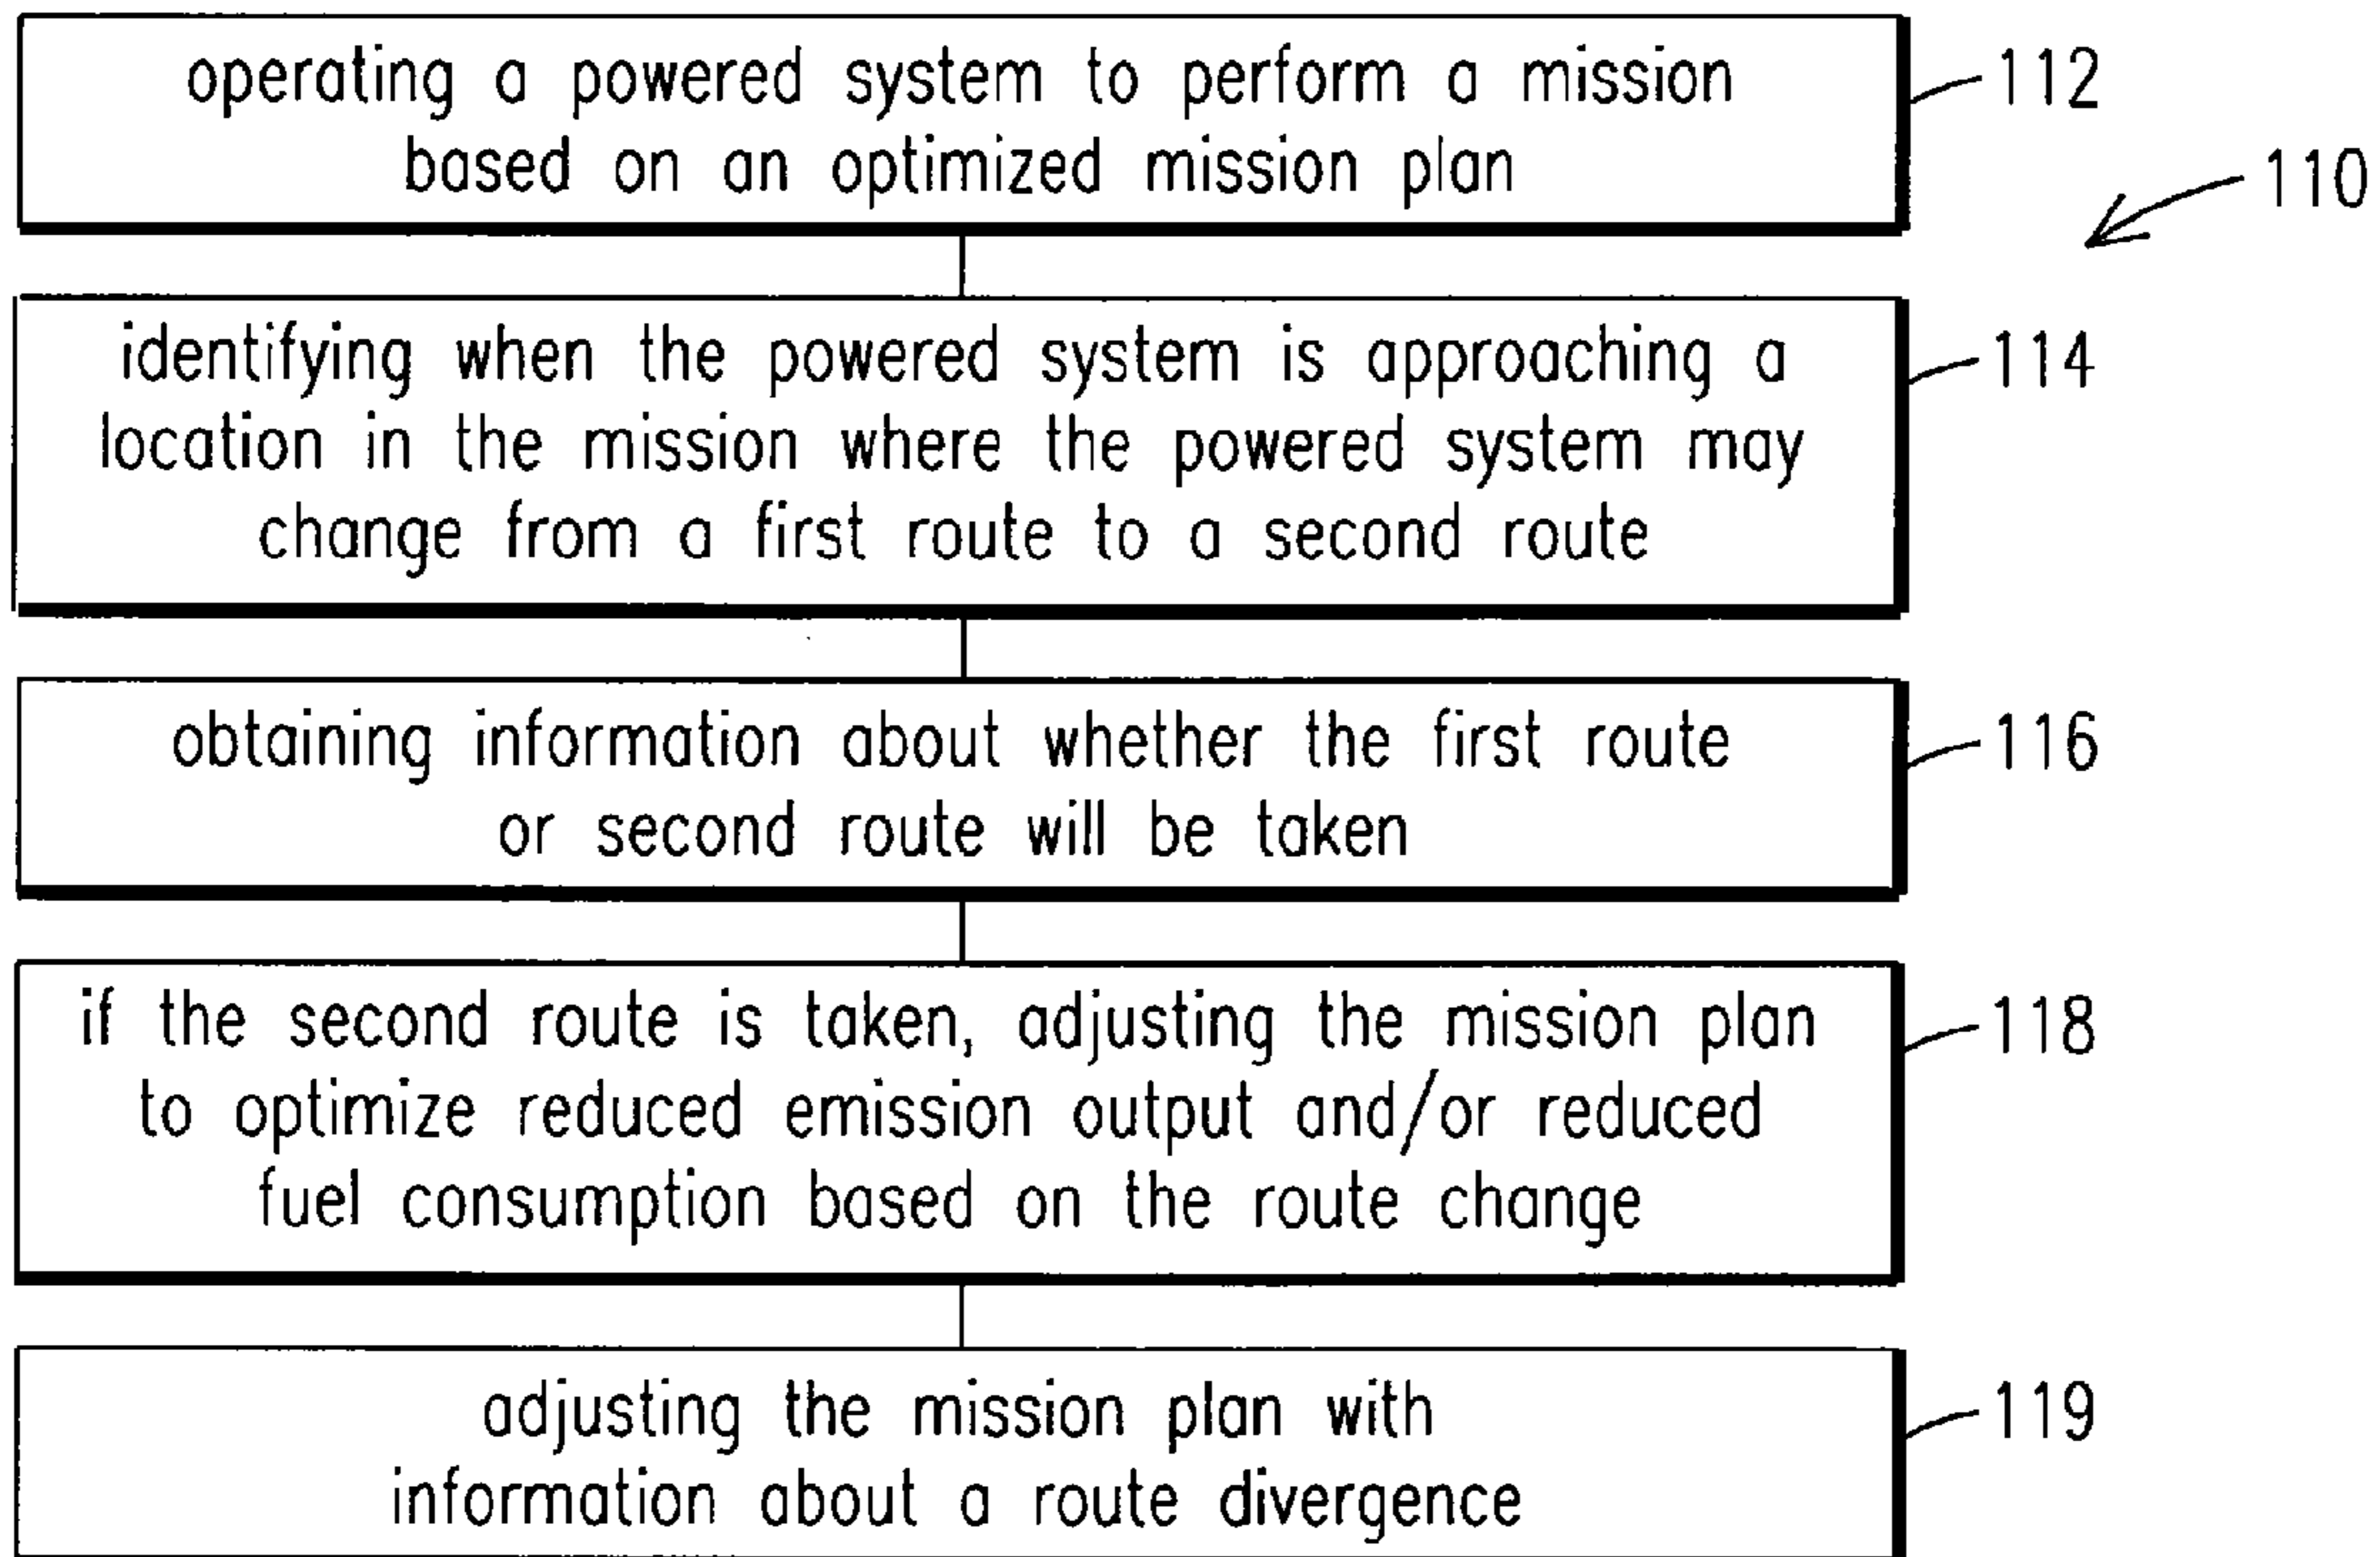 operating a powered system to perform a mission
based on an optimized mission plan
112
110
identifying when the powered system is approaching a
location in the mission where the powered system may
change from a first route to a second route
114
obtaining information about whether the first route
or second route will be taken
116
if the second route is taken, adjusting the mission plan
to optimize reduced emission output and/or reduced
fuel consumption based on the route change
118
adjusting the mission plan with
information about a route divergence
119